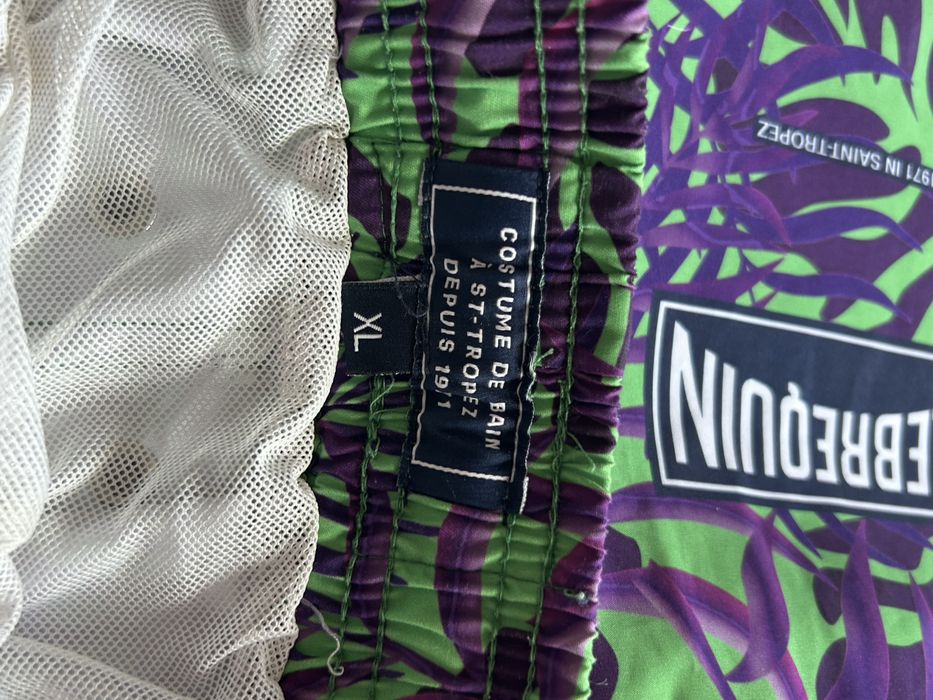 COSTUME DE BAIN
À ST-TROPEZ
DEPUIS 1971
XL
1971 IN SAINT-TROPEZ
EBREQUIN